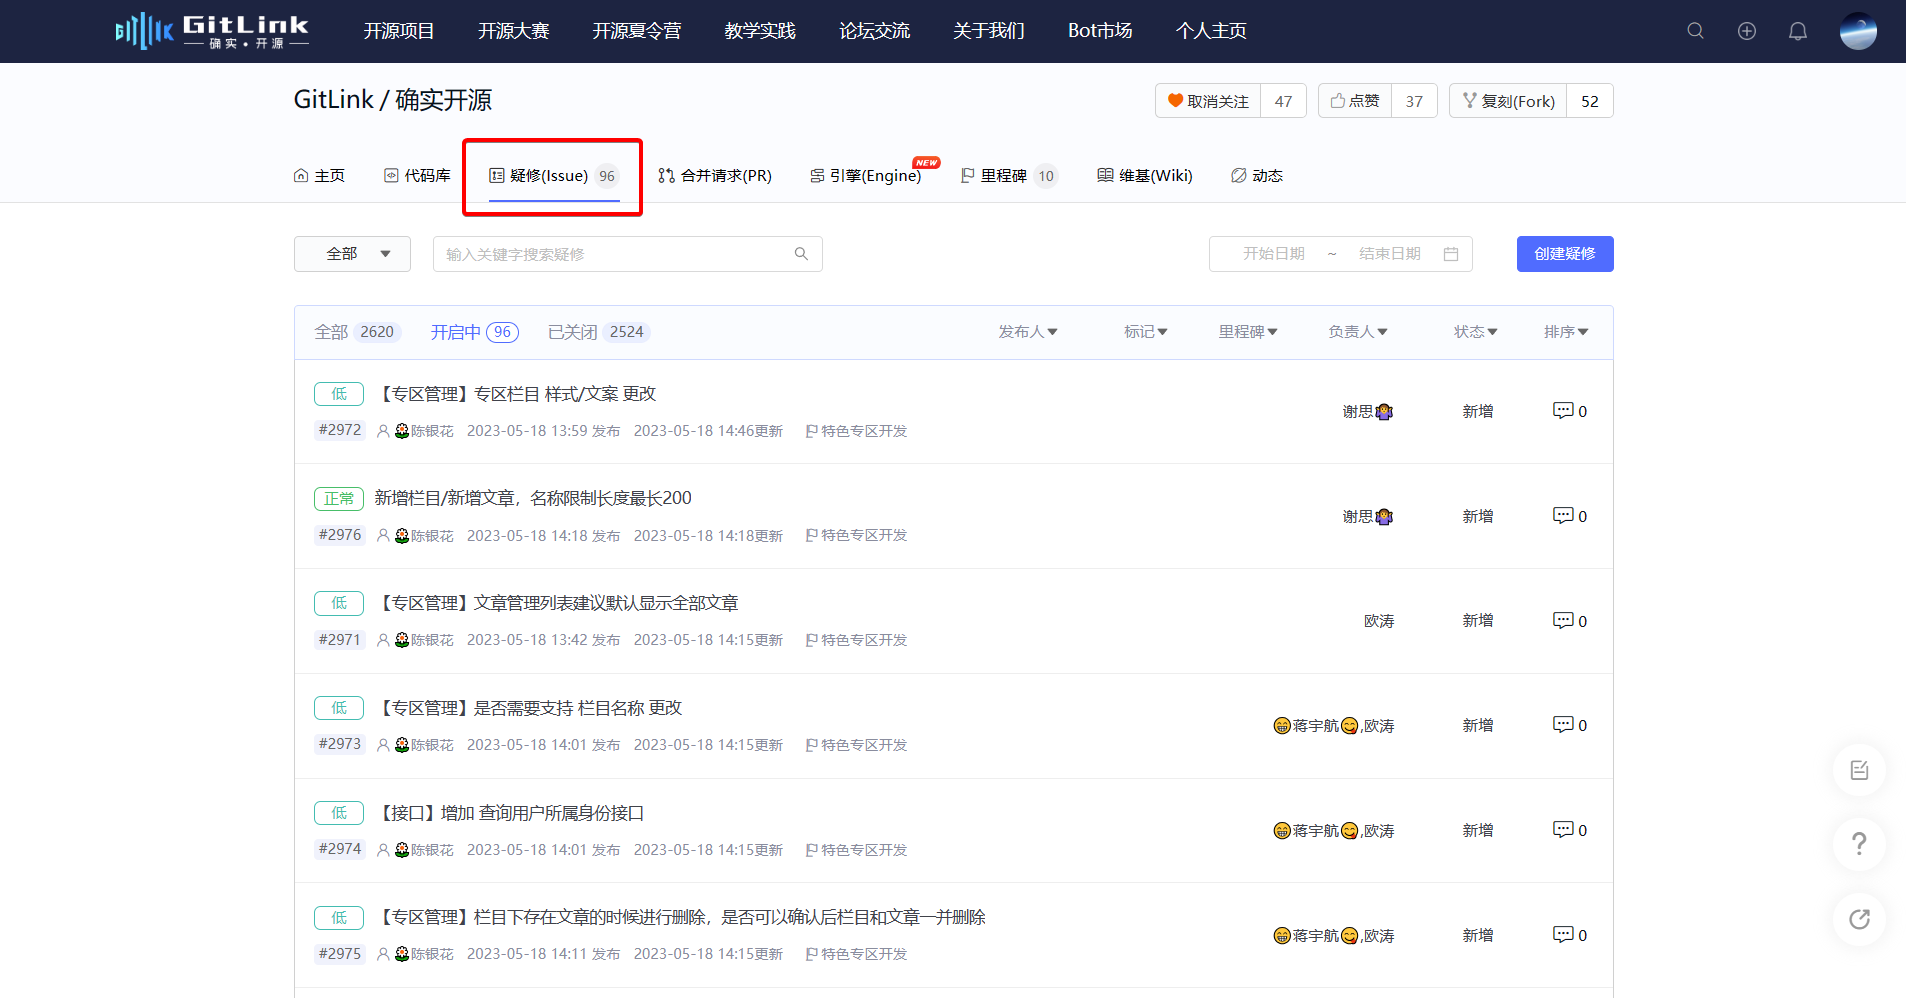 GitLink 开源项目 开源大赛 开源夏令营 教学实践 论坛交流 关于我们 Bot市场 个人主页
确实·开源
GitLink / 确实开源 取消关注 47 点赞 37 复刻(Fork) 52
主页 代码库 疑修(Issue) 96 合并请求(PR) 引擎(Engine) NEW 里程碑 10 维基(Wiki) 动态
全部 输入关键字搜索疑修 开始日期 ~ 结束日期 创建疑修
全部 2620 开启中 96 已关闭 2524 发布人 标记 里程碑 负责人 状态 排序
低 【专区管理】专区栏目 样式/文案 更改
谢思🤷‍♀️ 新增 0
#2972 🌼陈银花 2023-05-18 13:59 发布 2023-05-18 14:46更新 特色专区开发
正常 新增栏目/新增文章，名称限制长度最长200
谢思🤷‍♀️ 新增 0
#2976 🌼陈银花 2023-05-18 14:18 发布 2023-05-18 14:18更新 特色专区开发
低 【专区管理】文章管理列表建议默认显示全部文章
欧涛 新增 0
#2971 🌼陈银花 2023-05-18 13:42 发布 2023-05-18 14:15更新 特色专区开发
低 【专区管理】是否需要支持 栏目名称 更改
😁蒋宇航😋,欧涛 新增 0
#2973 🌼陈银花 2023-05-18 14:01 发布 2023-05-18 14:15更新 特色专区开发
低 【接口】增加 查询用户所属身份接口
😁蒋宇航😋,欧涛 新增 0
#2974 🌼陈银花 2023-05-18 14:01 发布 2023-05-18 14:15更新 特色专区开发
低 【专区管理】栏目下存在文章的时候进行删除，是否可以确认后栏目和文章一并删除
😁蒋宇航😋,欧涛 新增 0
#2975 🌼陈银花 2023-05-18 14:11 发布 2023-05-18 14:15更新 特色专区开发